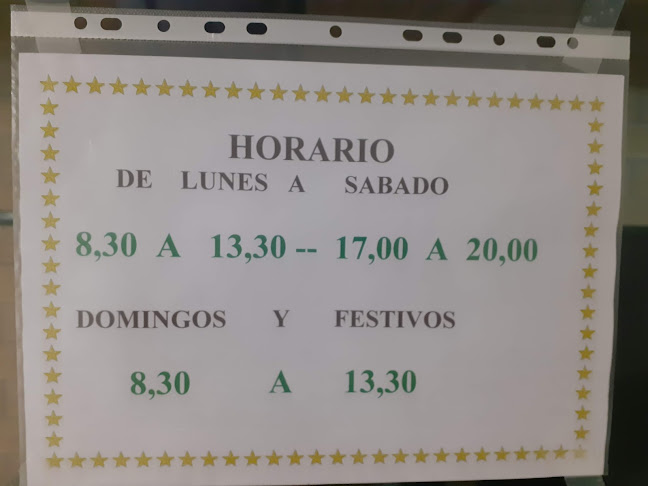 HORARIO
DE LUNES A SABADO
8,30 A 13,30 -- 17,00 A 20,00
DOMINGOS Y FESTIVOS
8,30 A 13,30